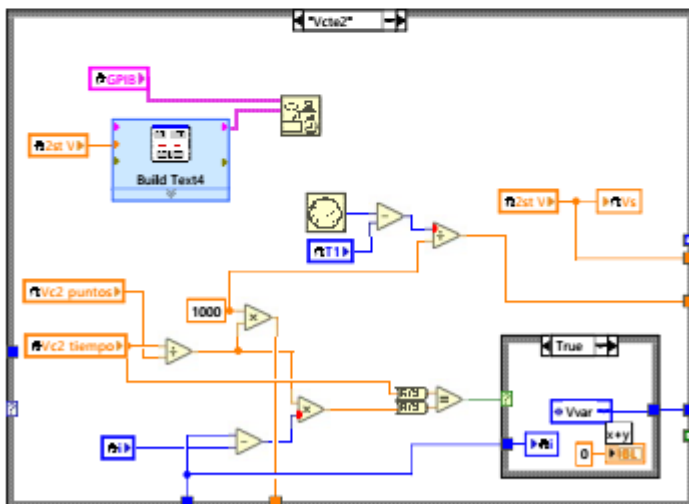 "Vcte2"
GPIB
2st V
Build Text4
2st V
Vs
T1
Vc2 puntos
1000
Vc2 tiempo
True
Vvar
i
i
x+y
0